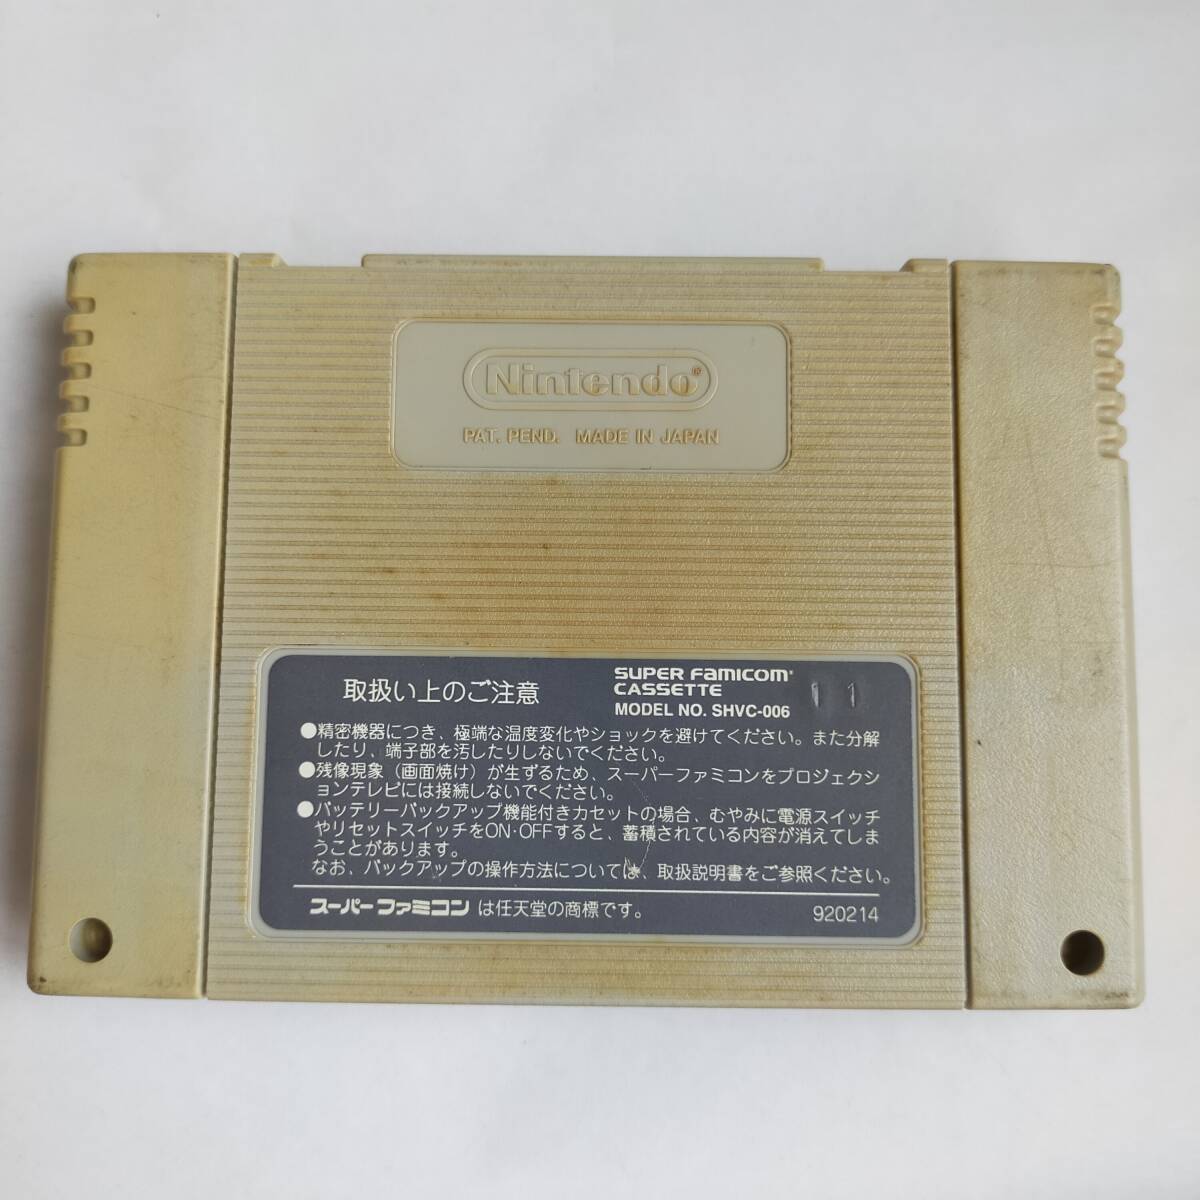 Nintendo®
PAT. PEND. MADE IN JAPAN
取扱い上のご注意
SUPER FAMICOM®
CASSETTE
MODEL NO. SHVC-006
11
●精密機器につき、極端な温度変化やショックを避けてください。また分解
したり、端子部を汚したりしないでください。
●残像現象（画面焼け）が生ずるため、スーパーファミコンをプロジェクシ
ョンテレビには接続しないでください。
●バッテリーバックアップ機能付きカセットの場合、むやみに電源スイッチ
やリセットスイッチをON·OFFすると、蓄積されている内容が消えてしま
うことがあります。
なお、バックアップの操作方法については、取扱説明書をご参照ください。
スーパーファミコン は任天堂の商標です。
920214